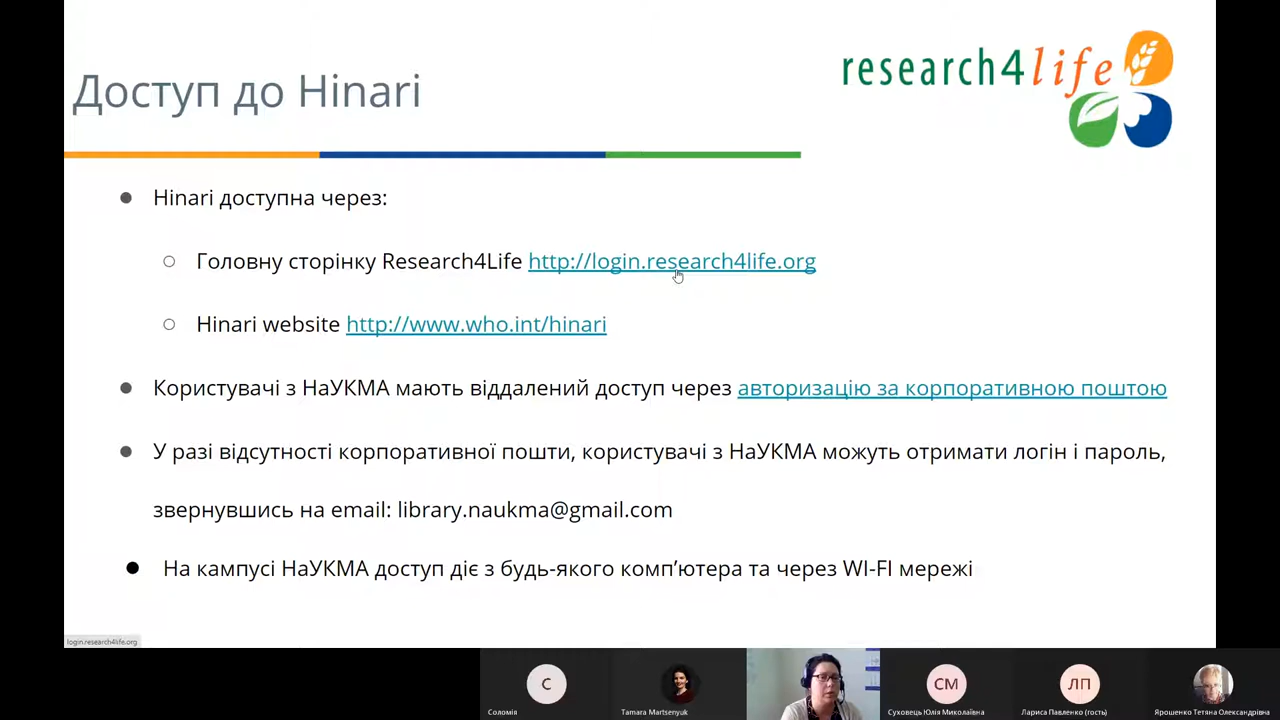 Доступ до Hinari
research4life
Hinari доступна через:
Головну сторінку Research4Life http://login.research4life.org
Hinari website http://www.who.int/hinari
Користувачі з НаУКМА мають віддалений доступ через авторизацію за корпоративною поштою
У разі відсутності корпоративної пошти, користувачі з НаУКМА можуть отримати логін і пароль,
звернувшись на email: library.naukma@gmail.com
На кампусі НаУКМА доступ діє з будь-якого комп’ютера та через WI-FI мережі
login.research4life.org
С
СМ
ЛП
Соломія
Tamara Martsenyuk
Суховець Юлія Миколаївна
Лариса Павленко (гость)
Ярошенко Тетяна Олександрівна